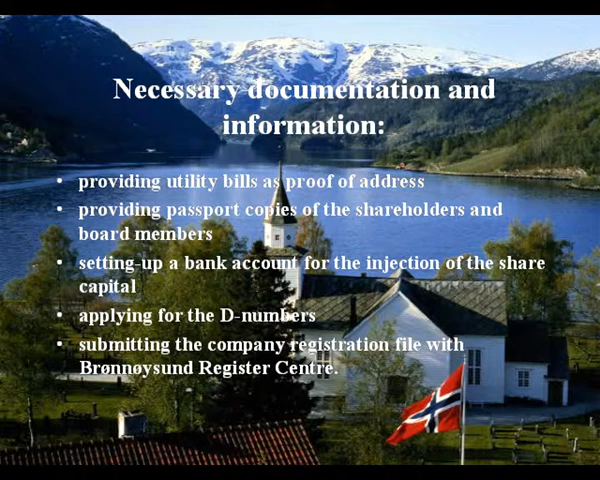 Necessary documentation and
information:
• providing utility bills as proof of address
• providing passport copies of the shareholders and
board members
• setting-up a bank account for the injection of the share
capital
• applying for the D-numbers
• submitting the company registration file with
Brønnøysund Register Centre.